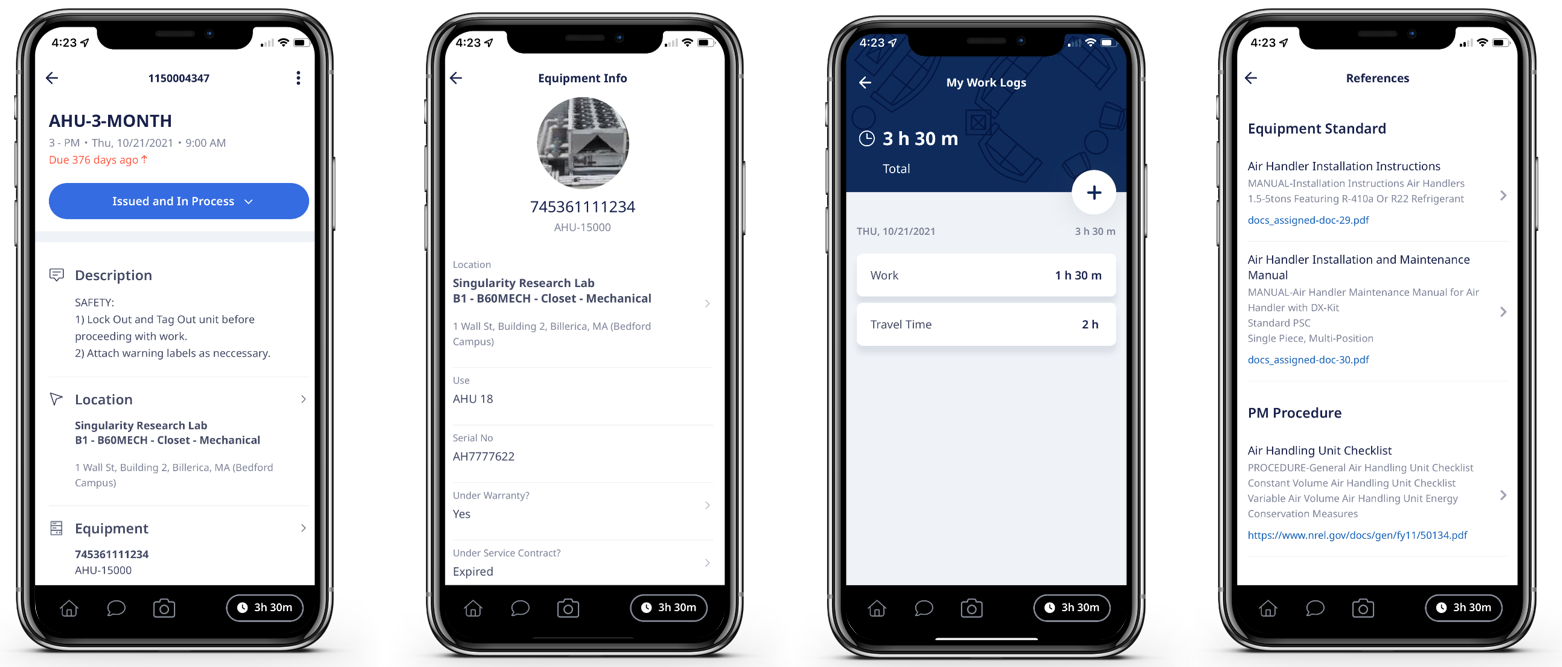 4:23
1150004347
AHU-3-MONTH
3 - PM • Thu, 10/21/2021 • 9:00 AM
Due 376 days ago ↑
Issued and In Process
Description
SAFETY:
1) Lock Out and Tag Out unit before
proceeding with work.
2) Attach warning labels as neccessary.
Location
Singularity Research Lab
B1 - B60MECH - Closet - Mechanical
1 Wall St, Building 2, Billerica, MA (Bedford
Campus)
Equipment
745361111234
AHU-15000
3h 30m
4:23
Equipment Info
745361111234
AHU-15000
Location
Singularity Research Lab
B1 - B60MECH - Closet - Mechanical
1 Wall St, Building 2, Billerica, MA (Bedford
Campus)
Use
AHU 18
Serial No
AH7777622
Under Warranty?
Yes
Under Service Contract?
Expired
3h 30m
4:23
My Work Logs
3 h 30 m
Total
+
THU, 10/21/2021 3 h 30 m
Work 1 h 30 m
Travel Time 2 h
3h 30m
4:23
References
Equipment Standard
Air Handler Installation Instructions
MANUAL-Installation Instructions Air Handlers
1.5-5tons Featuring R-410a Or R22 Refrigerant
docs_assigned-doc-29.pdf
Air Handler Installation and Maintenance
Manual
MANUAL-Air Handler Maintenance Manual for Air
Handler with DX-Kit
Standard PSC
Single Piece, Multi-Position
docs_assigned-doc-30.pdf
PM Procedure
Air Handling Unit Checklist
PROCEDURE-General Air Handling Unit Checklist
Constant Volume Air Handling Unit Checklist
Variable Air Volume Air Handling Unit Energy
Conservation Measures
https://www.nrel.gov/docs/gen/fy11/50134.pdf
3h 30m